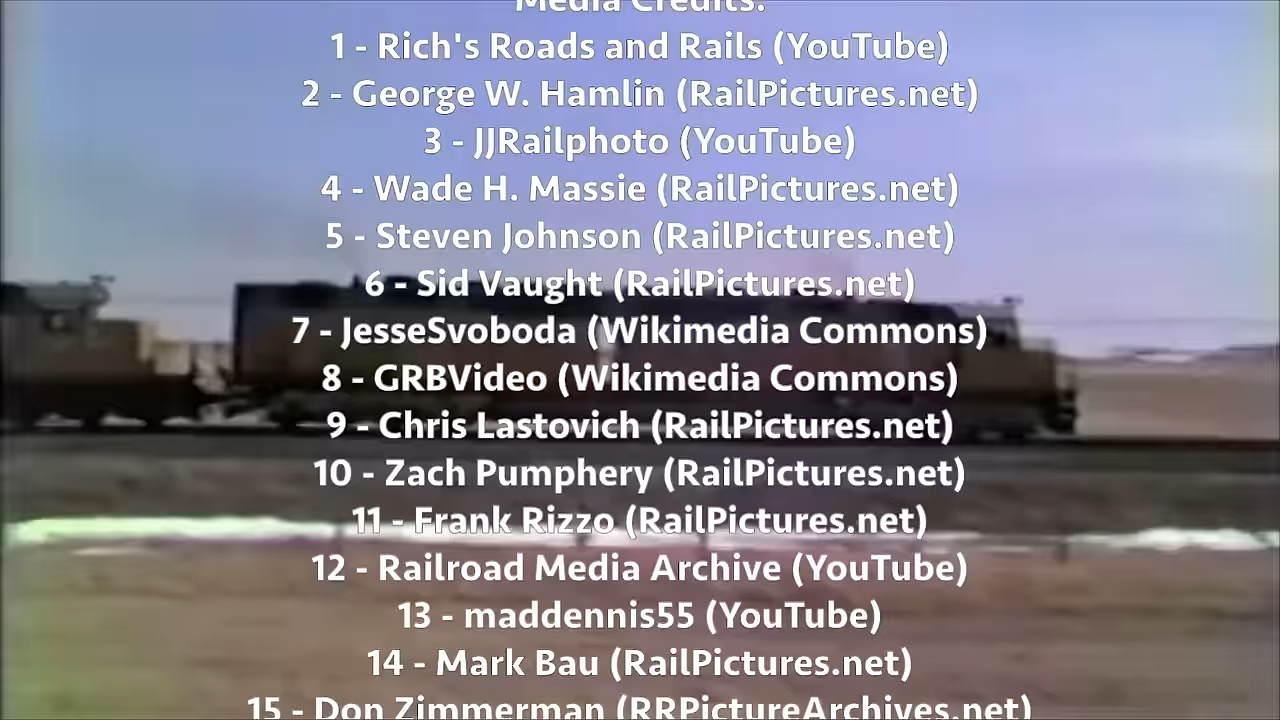 Media Credits:
1 - Rich's Roads and Rails (YouTube)
2 - George W. Hamlin (RailPictures.net)
3 - JJRailphoto (YouTube)
4 - Wade H. Massie (RailPictures.net)
5 - Steven Johnson (RailPictures.net)
6 - Sid Vaught (RailPictures.net)
7 - JesseSvoboda (Wikimedia Commons)
8 - GRBVideo (Wikimedia Commons)
9 - Chris Lastovich (RailPictures.net)
10 - Zach Pumphery (RailPictures.net)
11 - Frank Rizzo (RailPictures.net)
12 - Railroad Media Archive (YouTube)
13 - maddennis55 (YouTube)
14 - Mark Bau (RailPictures.net)
15 - Don Zimmerman (RRPictureArchives.net)